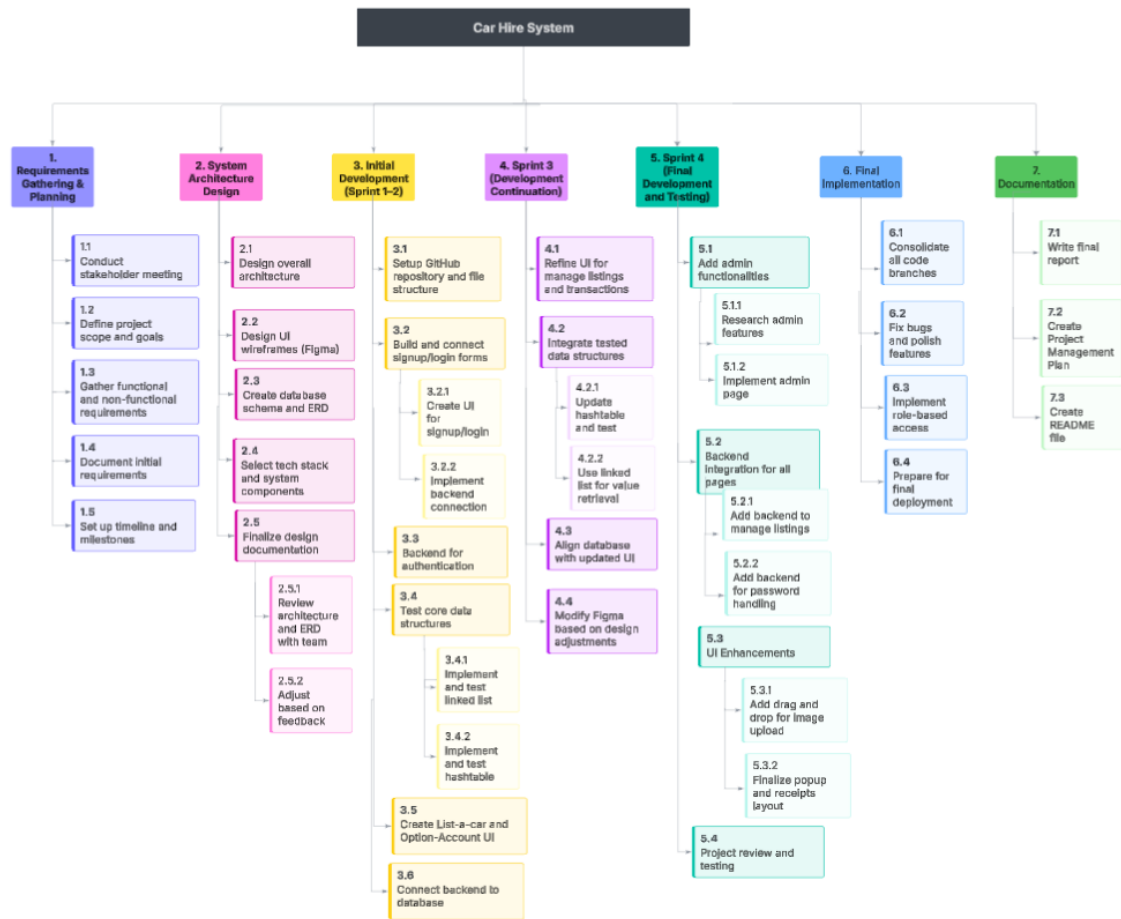 Car Hire System
1.
Requirements
Gathering &
Planning
1.1
Conduct
stakeholder meeting
1.2
Define project
scope and goals
1.3
Gather functional
and non-functional
requirements
1.4
Document initial
requirements
1.5
Set up timeline and
milestones
2. System
Architecture
Design
2.1
Design overall
architecture
2.2
Design UI
wireframes (Figma)
2.3
Create database
schema and ERD
2.4
Select tech stack
and system
components
2.5
Finalize design
documentation
2.5.1
Review
architecture
and ERD
with team
2.5.2
Adjust
based on
feedback
3. Initial
Development
(Sprint 1-2)
3.1
Setup GitHub
repository and file
structure
3.2
Build and connect
signup/login forms
3.2.1
Create UI
for
signup/login
3.2.2
Implement
backend
connection
3.3
Backend for
authentication
3.4
Test core data
structures
3.4.1
Implement
and test
linked list
3.4.2
Implement
and test
hashtable
3.5
Create List-a-car and
Option-Account UI
3.6
Connect backend to
database
4. Sprint 3
(Development
Continuation)
4.1
Refine UI for
manage listings
and transactions
4.2
Integrate tested
data structures
4.2.1
Update
hashtable
and test
4.2.2
Use linked
list for value
retrieval
4.3
Align database
with updated UI
4.4
Modify Figma
based on design
adjustments
5. Sprint 4
(Final
Development
and Testing)
5.1
Add admin
functionalities
5.1.1
Research admin
features
5.1.2
Implement
admin page
5.2
Backend
Integration for all
pages
5.2.1
Add backend to
manage listings
5.2.2
Add backend
for password
handling
5.3
UI Enhancements
5.3.1
Add drag and
drop for image
upload
5.3.2
Finalize popup
and receipts
layout
5.4
Project review and
testing
6. Final
Implementation
6.1
Consolidate
all code
branches
6.2
Fix bugs
and polish
features
6.3
Implement
role-based
access
6.4
Prepare for
final
deployment
7.
Documentation
7.1
Write final
report
7.2
Create
Project
Management
Plan
7.3
Create
README
file